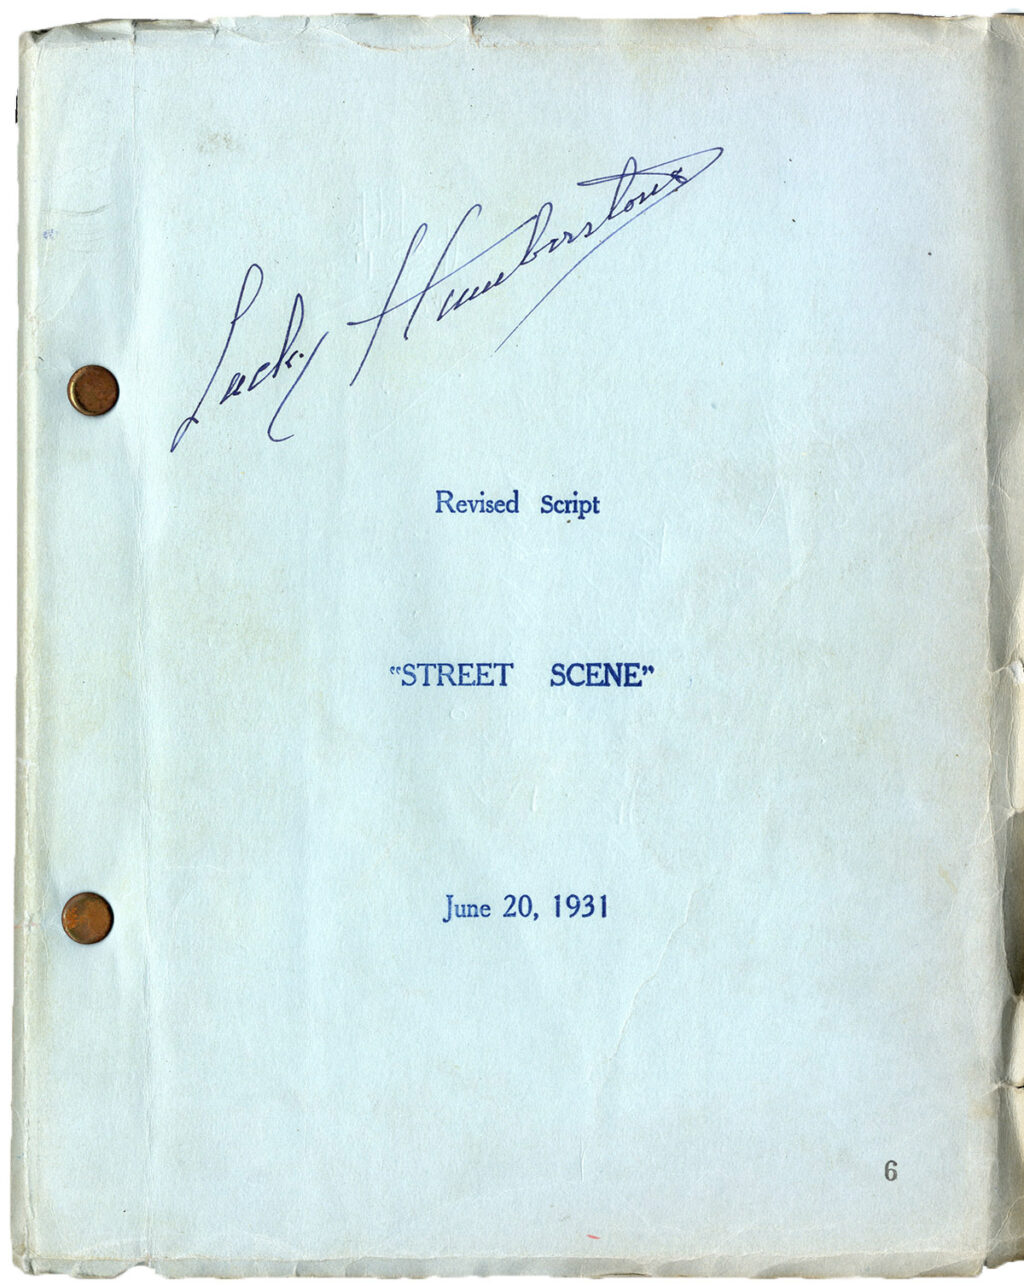 Lucky Humberstone
Revised Script
“STREET SCENE”
June 20, 1931
6